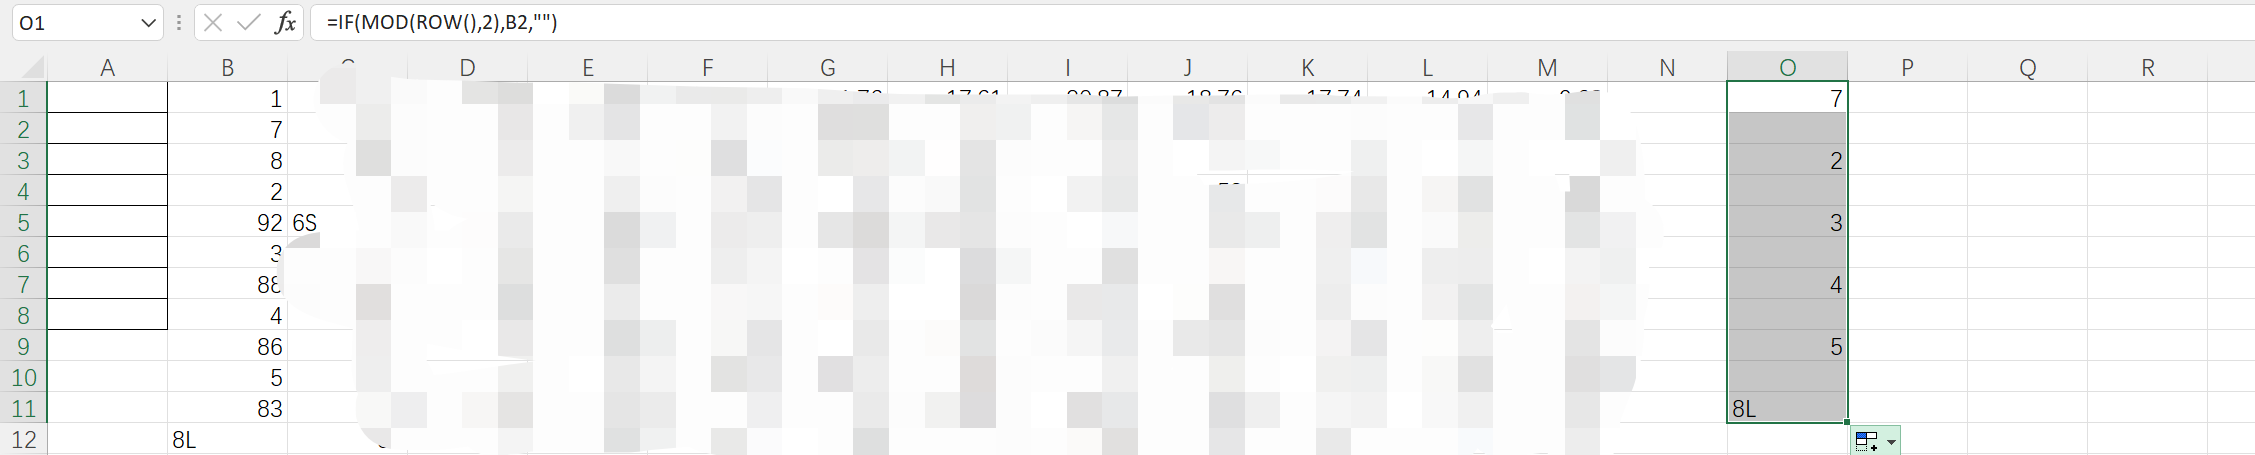 O1 fx =IF(MOD(ROW(),2),B2,"")
A B D E F G H I J K L M N O P Q R
1 1 7
2 7
3 8 2
4 2
5 92 6S 3
6 3
7 88 4
8 4
9 86 5
10 5
11 83 8L
12 8L